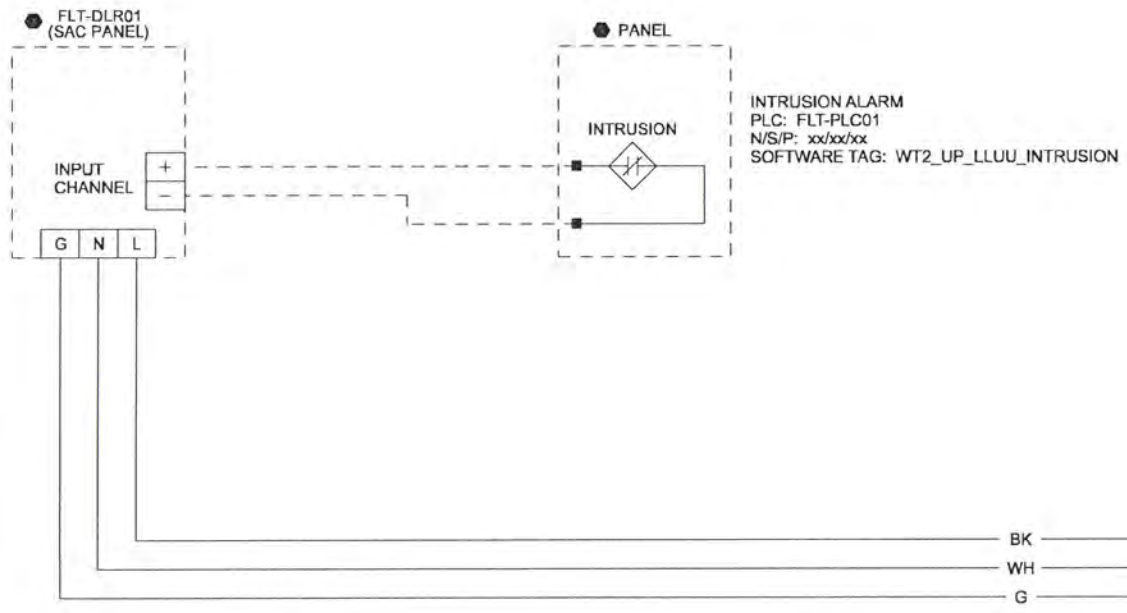 FLT-DLR01
(SAC PANEL)
PANEL
INTRUSION ALARM
PLC: FLT-PLC01
N/S/P: xx/xx/xx
SOFTWARE TAG: WT2_UP_LLUU_INTRUSION
INTRUSION
INPUT
CHANNEL
+
−
G N L
BK
WH
G